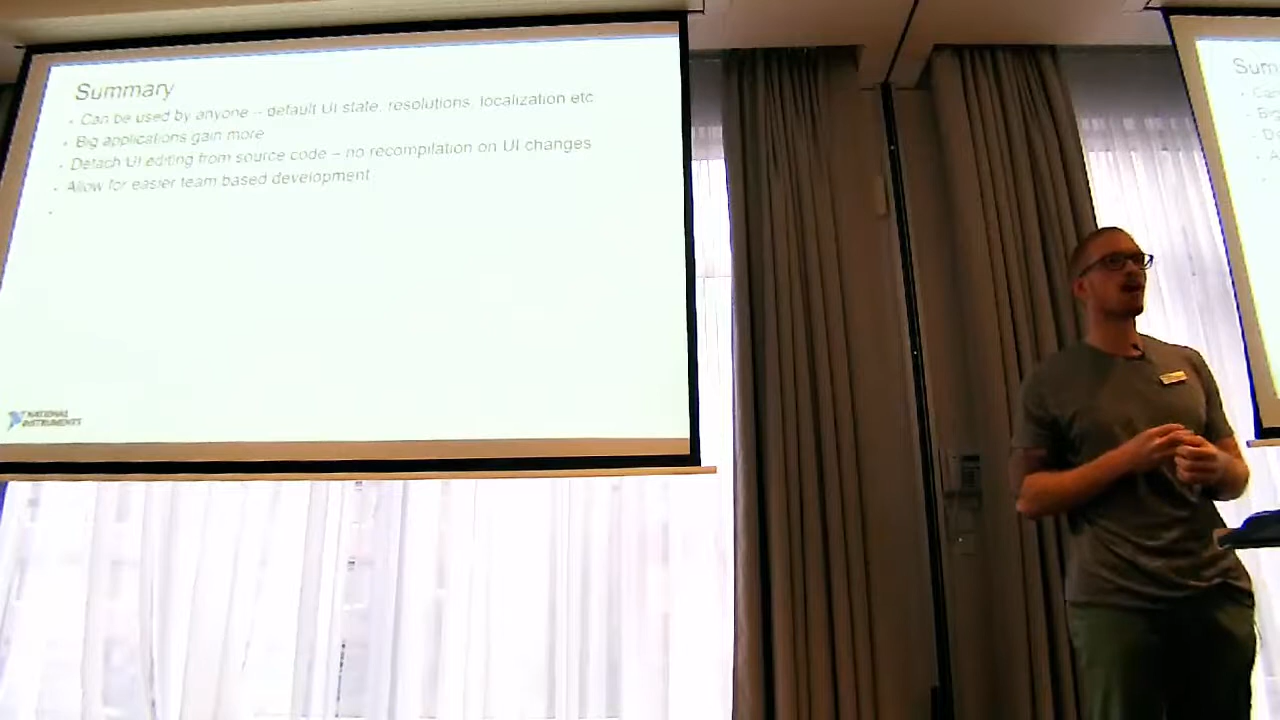 Summary
Can be used by anyone – default UI state, resolutions, localization etc
Big applications gain more
Detach UI editing from source code – no recompilation on UI changes
Allow for easier team based development
NATIONAL
INSTRUMENTS
Sum